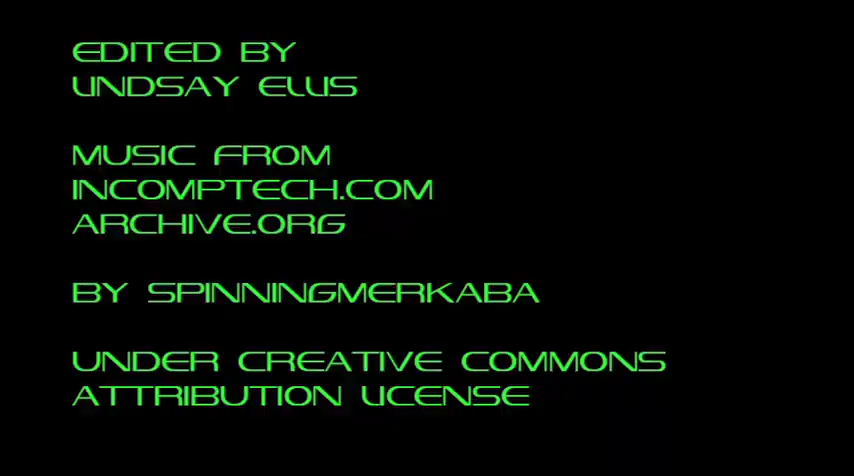 EDITED BY
LINDSAY ELLIS
MUSIC FROM
INCOMPTECH.COM
ARCHIVE.ORG
BY SPINNINGMERKABA
UNDER CREATIVE COMMONS
ATTRIBUTION LICENSE